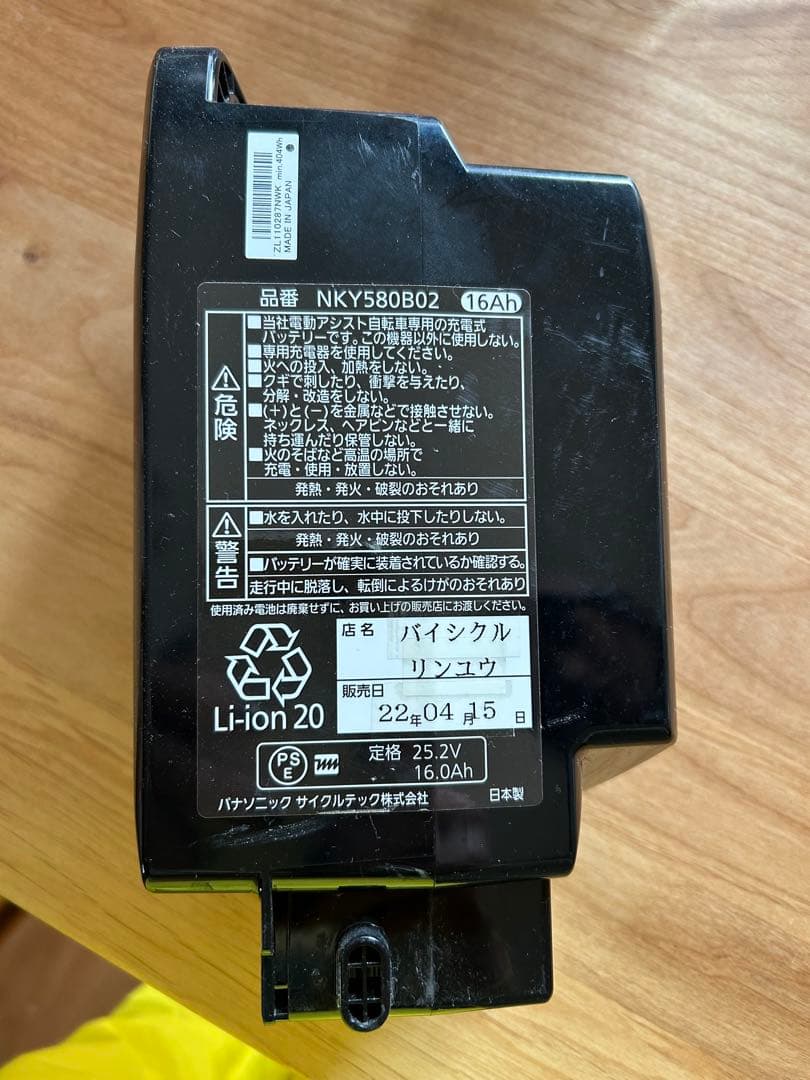 ZL110287NWK min.404Wh
MADE IN JAPAN
品番 NKY580B02 16Ah
危険
■当社電動アシスト自転車専用の充電式
バッテリーです。この機器以外に使用しない。
■専用充電器を使用してください。
■火への投入、加熱をしない。
■クギで刺したり、衝撃を与えたり、
分解・改造をしない。
■(+)と(−)を金属などで接触させない。
ネックレス、ヘアピンなどと一緒に
持ち運んだり保管しない。
■火のそばなど高温の場所で
充電・使用・放置しない。
発熱・発火・破裂のおそれあり
警告
■水を入れたり、水中に投下したりしない。
発熱・発火・破裂のおそれあり
■バッテリーが確実に装着されているか確認する。
走行中に脱落し、転倒によるけがのおそれあり
使用済み電池は廃棄せずに、お買い上げの販売店にお渡しください。
店名 バイシクル
リンユウ
販売日
22年04月15日
Li-ion 20
PSE 定格 25.2V
16.0Ah
パナソニック サイクルテック株式会社 日本製